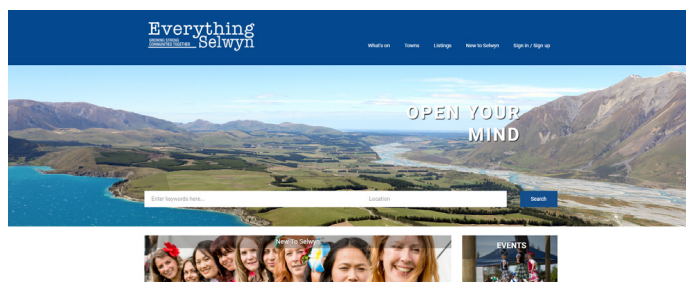 Everything
GROWING STRONG
COMMUNITIES TOGETHER
Selwyn
What's on Towns Listings New to Selwyn Sign in / Sign up
OPEN YOUR
MIND
Enter keywords here... Location Search
New To Selwyn
EVENTS